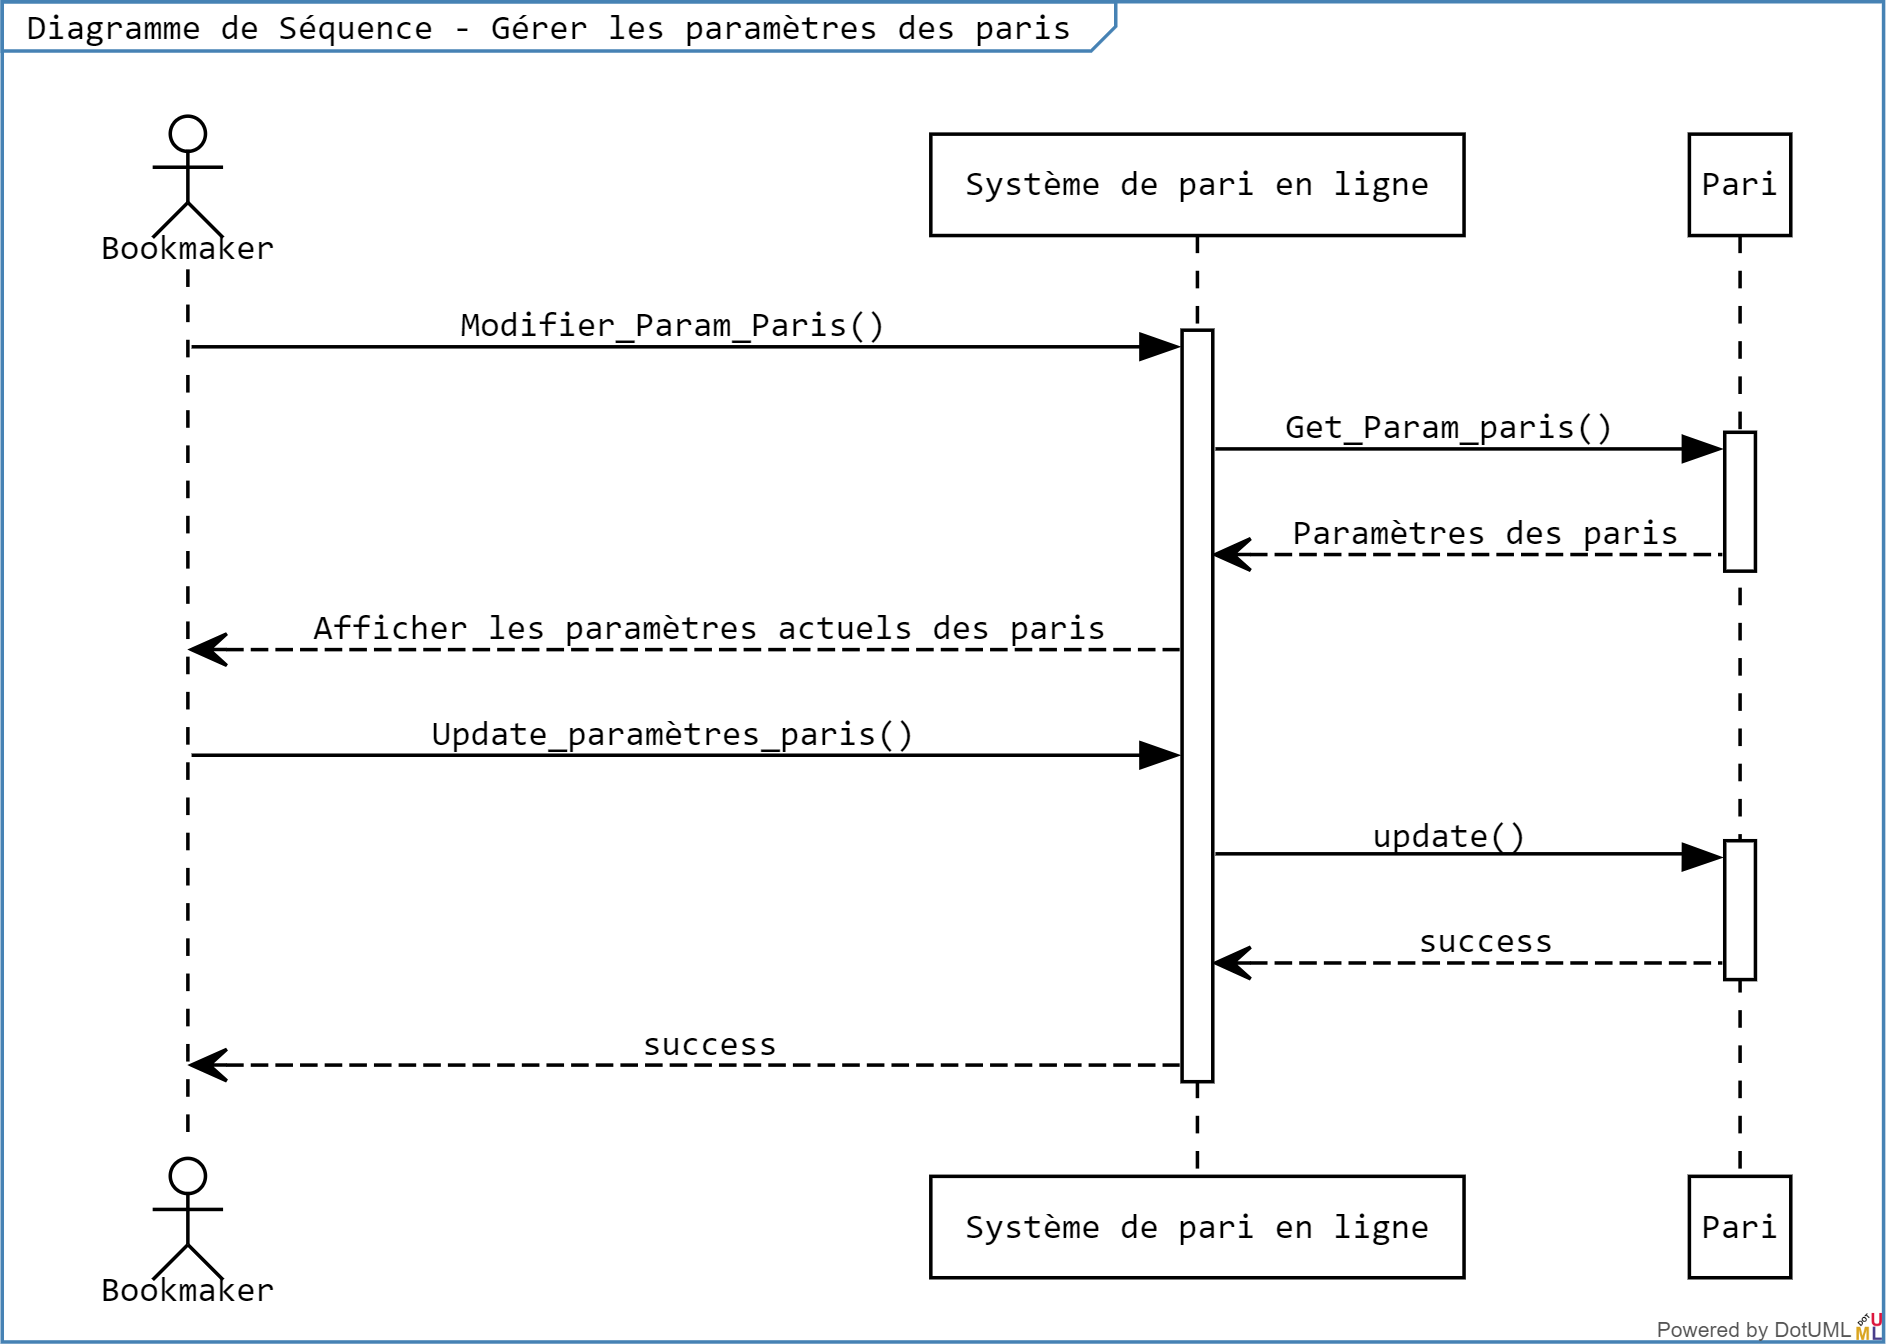 Diagramme de Séquence - Gérer les paramètres des paris
Bookmaker
Système de pari en ligne
Pari
Modifier_Param_Paris()
Get_Param_paris()
Paramètres des paris
Afficher les paramètres actuels des paris
Update_paramètres_paris()
update()
success
success
Bookmaker
Système de pari en ligne
Pari
Powered by DotUML
DOT U
ML